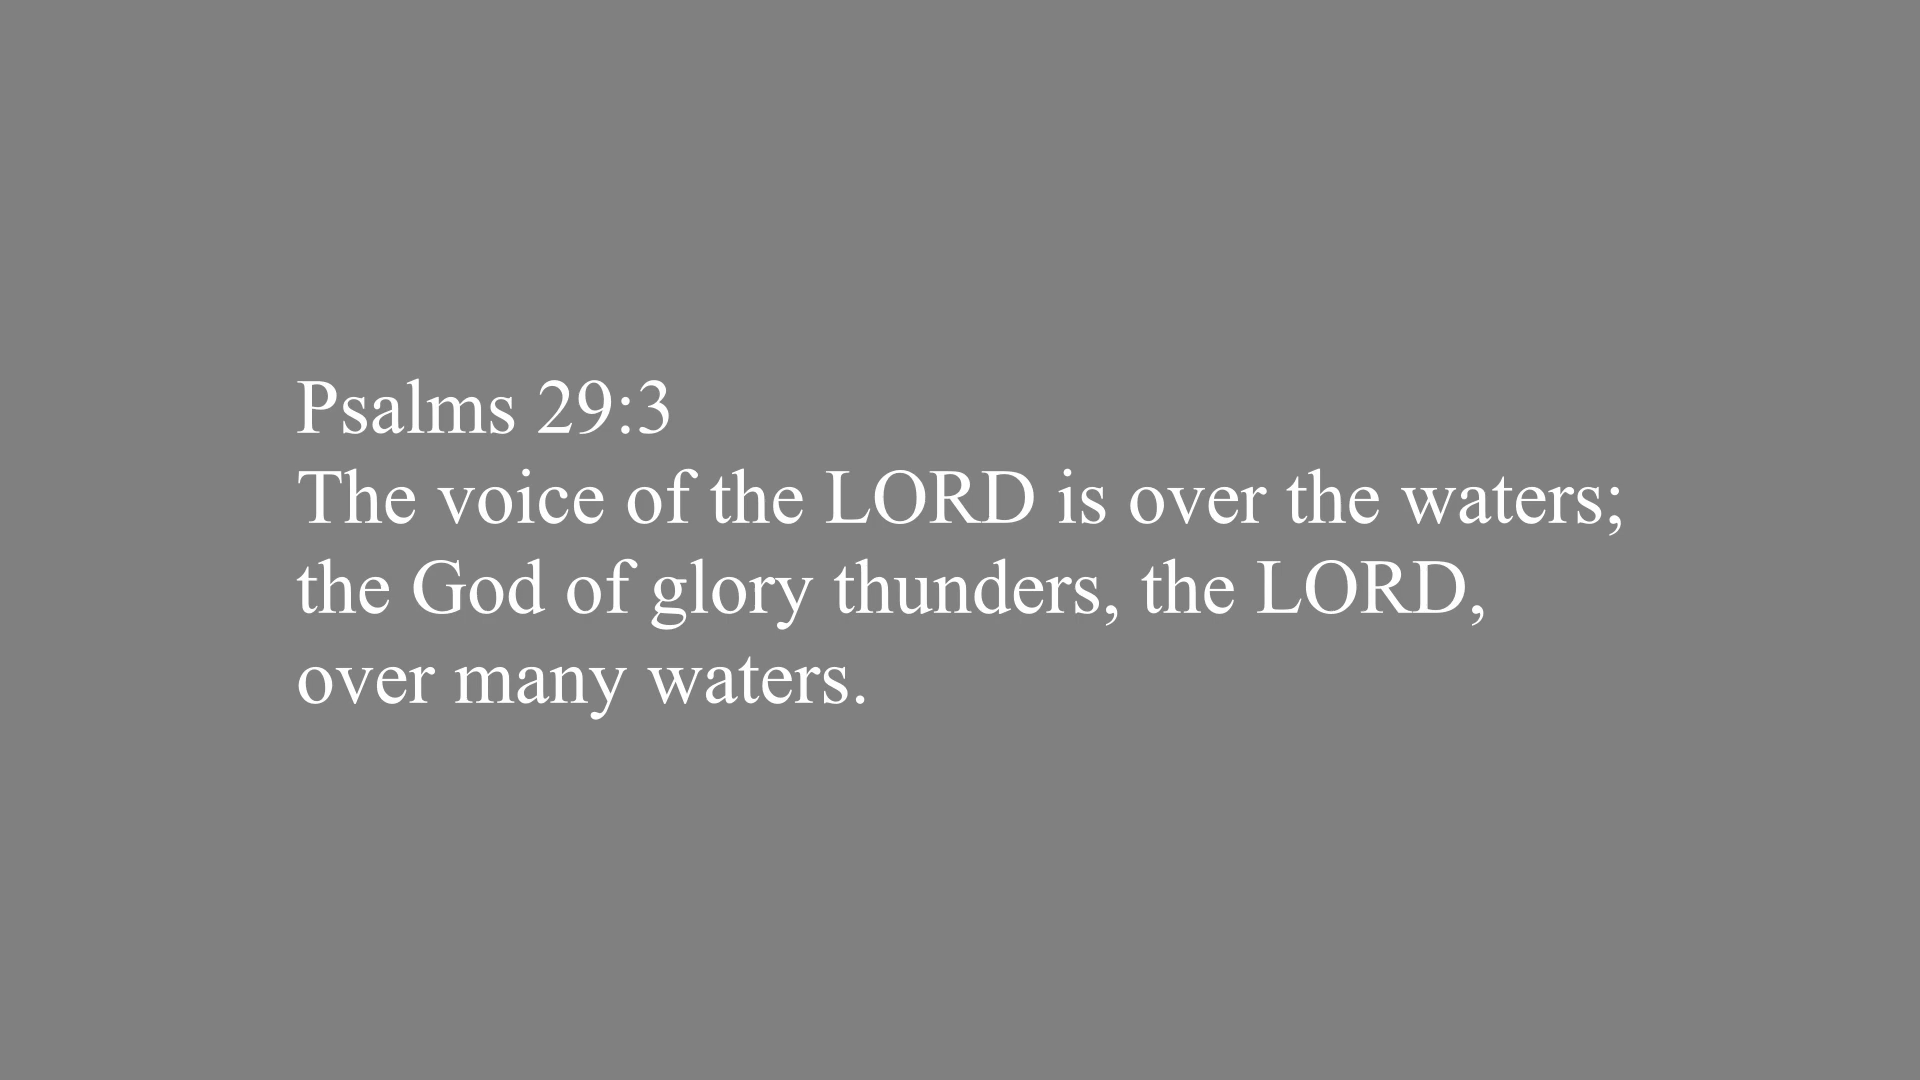 Psalms 29:3
The voice of the LORD is over the waters;
the God of glory thunders, the LORD,
over many waters.